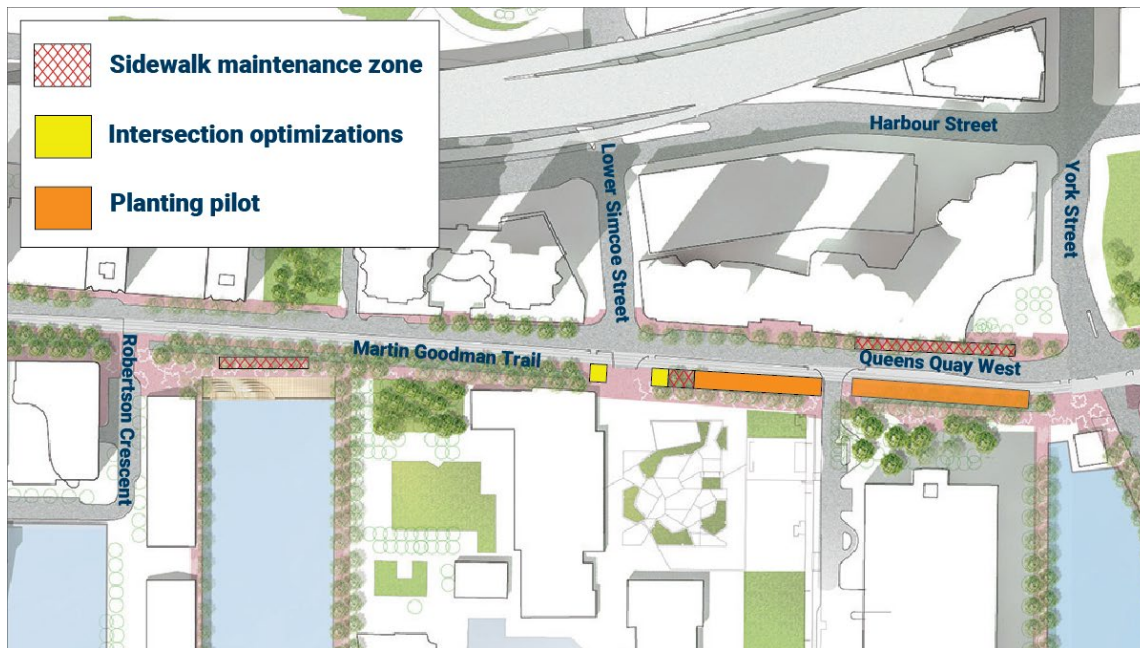 Sidewalk maintenance zone
Intersection optimizations
Planting pilot
Harbour Street
Lower Simcoe Street
York Street
Martin Goodman Trail
Queens Quay West
Robertson Crescent